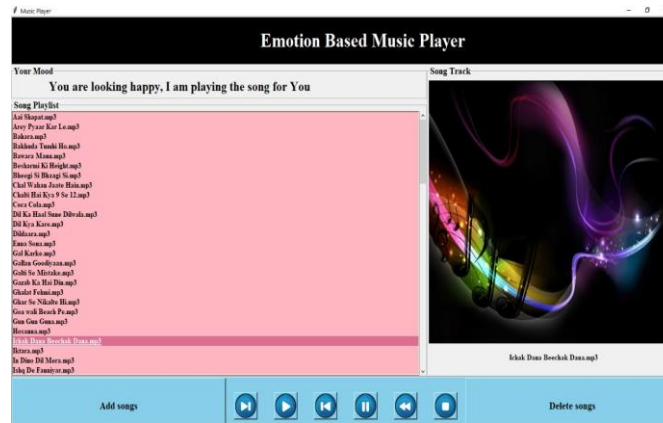 Music Player
Emotion Based Music Player
Your Mood
You are looking happy, I am playing the song for You
Song Playlist
Aai Shapat.mp3
Arey Pyaar Kar Le.mp3
Bahara.mp3
Bakhuda Tumhi Ho.mp3
Bawara Mann.mp3
Besharmi Ki Height.mp3
Bheegi Si Bhaagi Si.mp3
Chal Wahan Jaate Hain.mp3
Chalti Hai Kya 9 Se 12.mp3
Coca Cola.mp3
Dil Ka Haal Sune Dilwala.mp3
Dil Kya Kare.mp3
Dildaara.mp3
Enna Sona.mp3
Gal Karke.mp3
Gallan Goodiyaan.mp3
Galti Se Mistake.mp3
Gazab Ka Hai Din.mp3
Ghalat Fehmi.mp3
Ghar Se Nikalte Hi.mp3
Goa wali Beach Pe.mp3
Gun Gun Guna.mp3
Hosanna.mp3
Ichak Dana Beechak Dana.mp3
Iktara.mp3
In Dino Dil Mera.mp3
Ishq De Fanniyar.mp3
Song Track
Ichak Dana Beechak Dana.mp3
Add songs
Delete songs